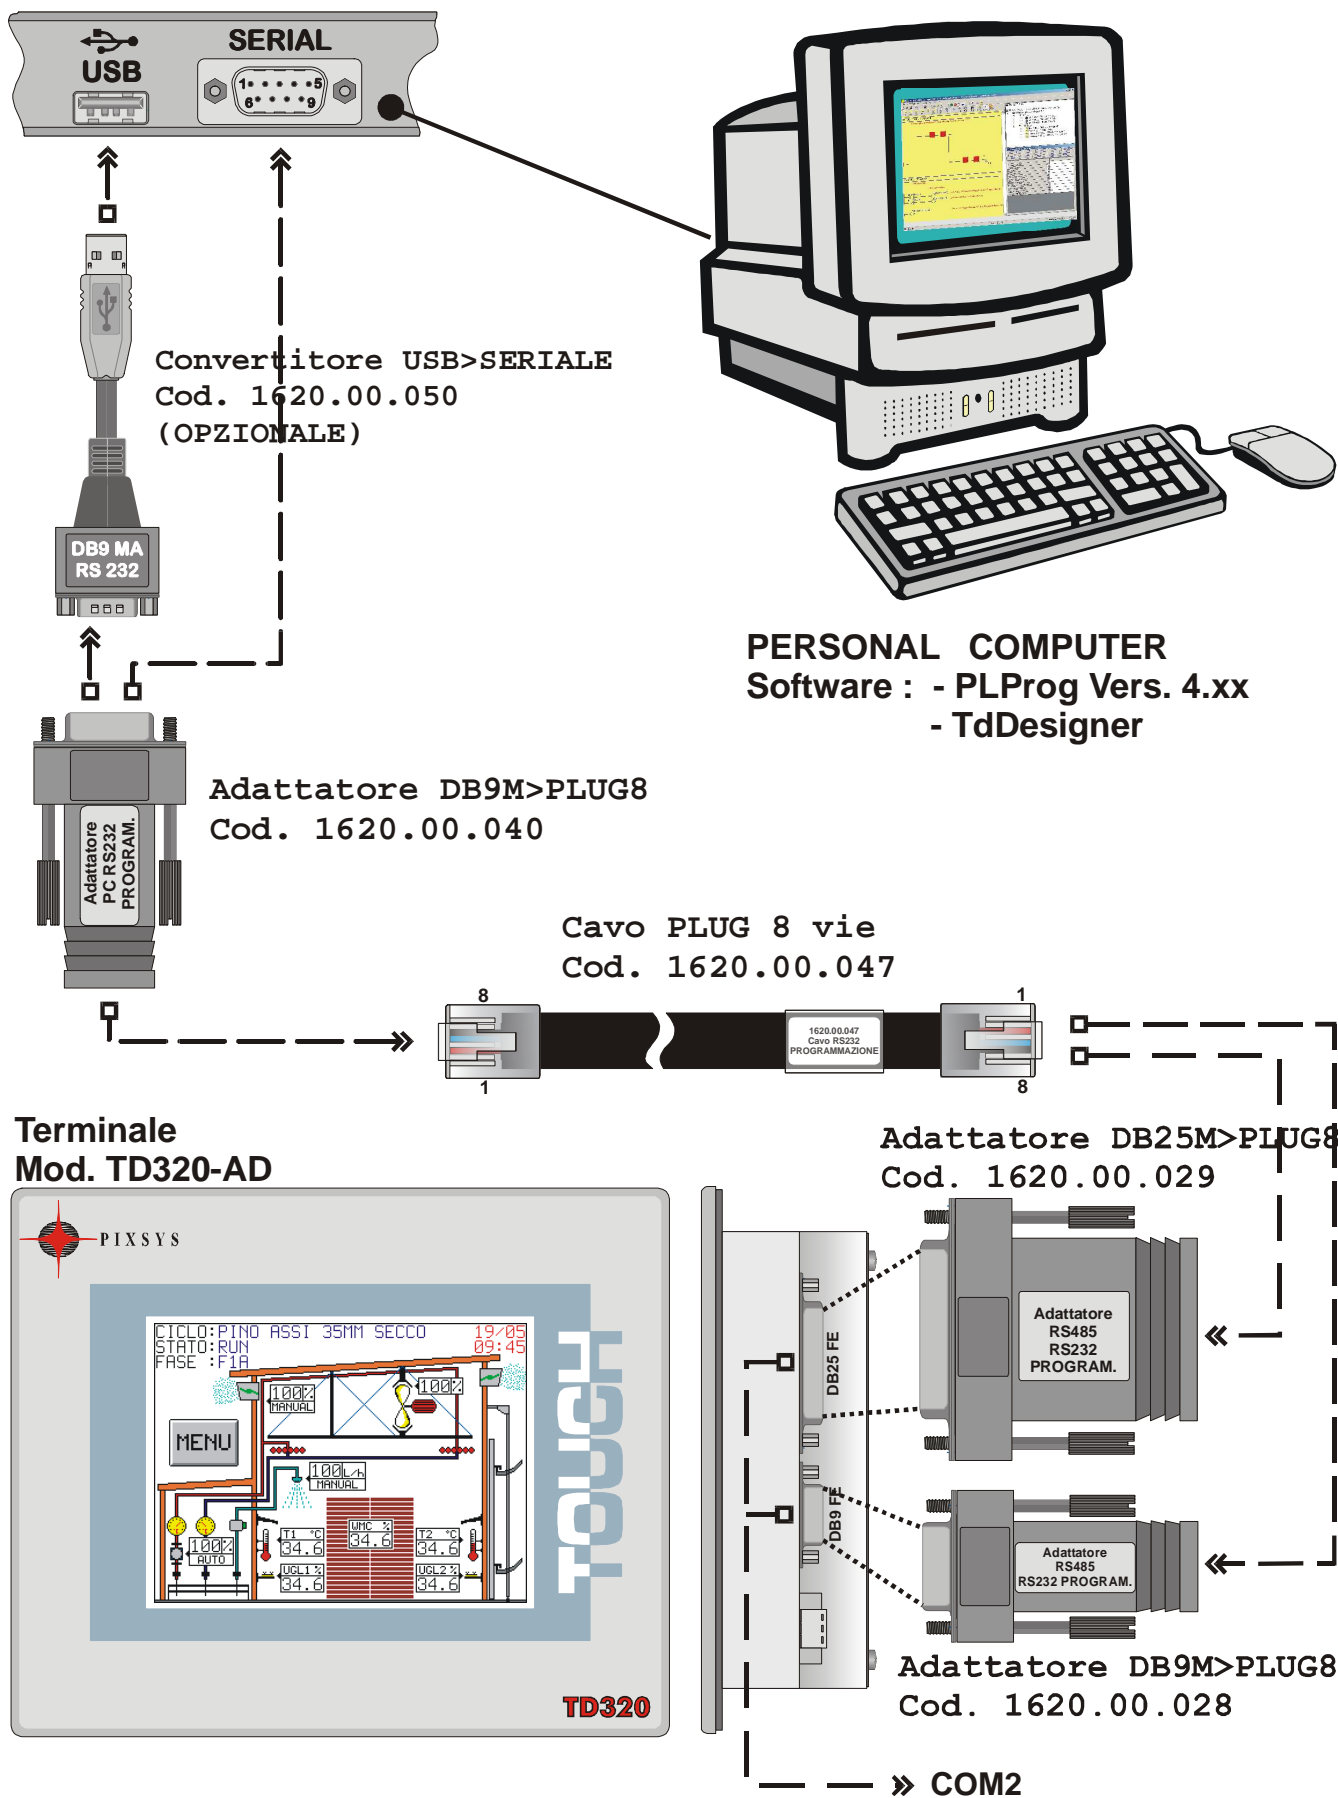 USB
SERIAL
1 5
6 9
Convertitore USB>SERIALE
Cod. 1620.00.050
(OPZIONALE)
DB9 MA
RS 232
PERSONAL COMPUTER
Software : - PLProg Vers. 4.xx
- TdDesigner
Adattatore DB9M>PLUG8
Cod. 1620.00.040
Adattatore
PC RS232
PROGRAM.
Cavo PLUG 8 vie
Cod. 1620.00.047
8
1
1620.00.047
Cavo RS232
PROGRAMMAZIONE
1
8
Terminale
Mod. TD320-AD
Adattatore DB25M>PLUG8
Cod. 1620.00.029
PIXSYS
CICLO:PINO ASSI 35MM SECCO 19/05
STATO:RUN 09:45
FASE :F1A
100%
MANUAL
100%
MENU
100L/h
MANUAL
100%
AUTO
T1 °C
34.6
WMC %
34.6
T2 °C
34.6
UGL1 %
34.6
UGL2 %
34.6
TOUCH
TOUCH
TD320
DB25 FE
DB9 FE
Adattatore
RS485
RS232
PROGRAM.
Adattatore
RS485
RS232 PROGRAM.
Adattatore DB9M>PLUG8
Cod. 1620.00.028
COM2